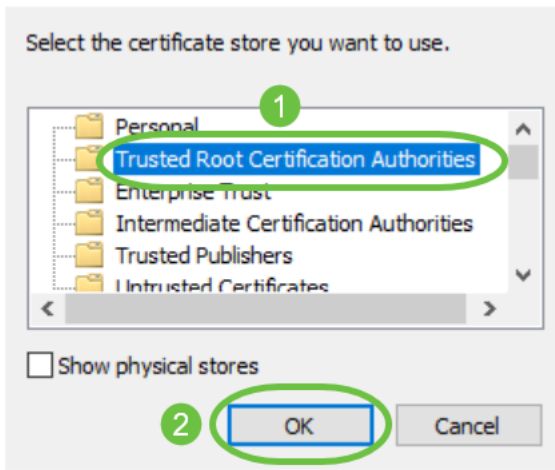 Select the certificate store you want to use.
1
Personal
Trusted Root Certification Authorities
Enterprise Trust
Intermediate Certification Authorities
Trusted Publishers
Untrusted Certificates
Show physical stores
2
OK
Cancel